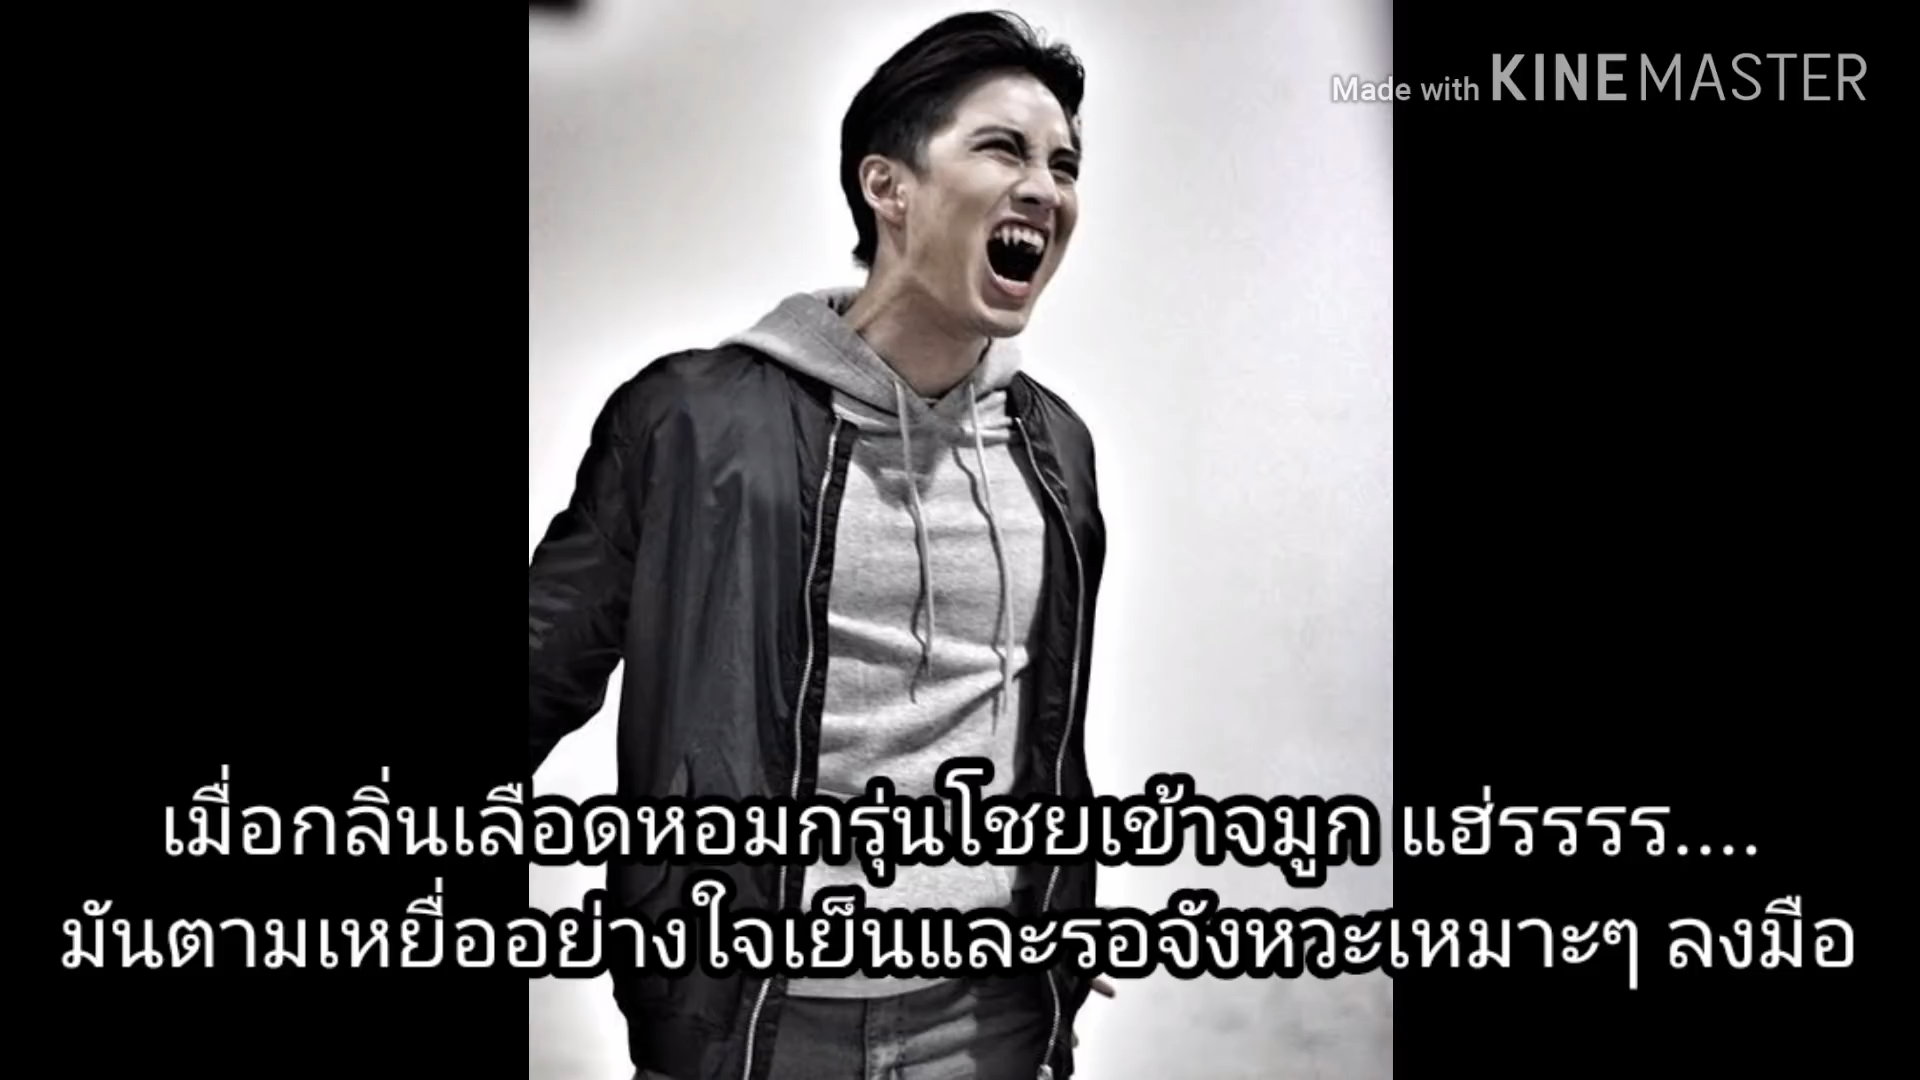 Made with KINEMASTER
เมื่อกลิ่นเลือดหอมกรุ่นโชยเข้าจมูก แฮ่รรรร....
มันตามเหยื่ออย่างใจเย็นและรอจังหวะเหมาะๆ ลงมือ